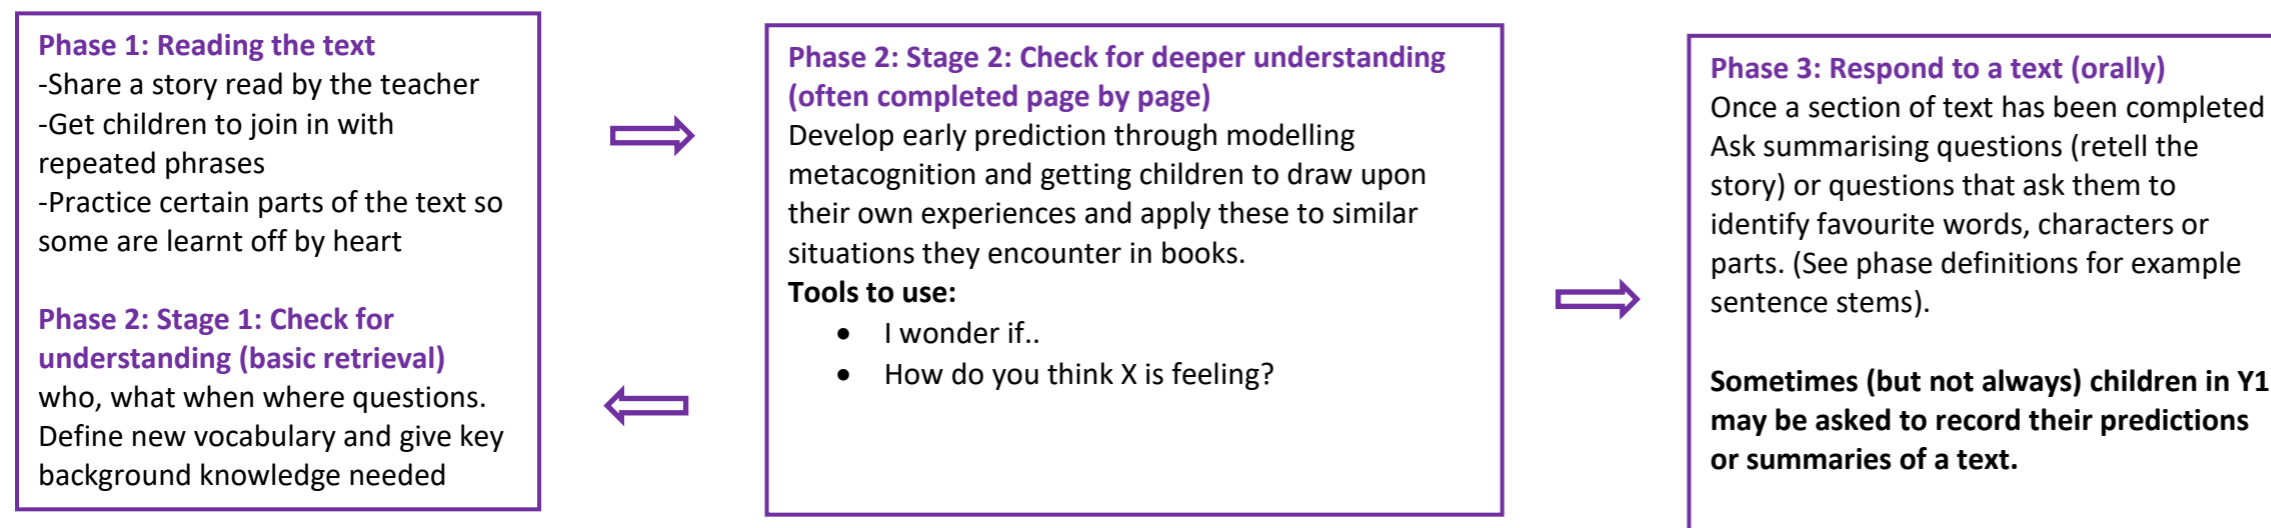 Phase 1: Reading the text
-Share a story read by the teacher
-Get children to join in with
repeated phrases
-Practice certain parts of the text so
some are learnt off by heart
Phase 2: Stage 1: Check for
understanding (basic retrieval)
who, what when where questions.
Define new vocabulary and give key
background knowledge needed
Phase 2: Stage 2: Check for deeper understanding
(often completed page by page)
Develop early prediction through modelling
metacognition and getting children to draw upon
their own experiences and apply these to similar
situations they encounter in books.
Tools to use:
• I wonder if..
• How do you think X is feeling?
Phase 3: Respond to a text (orally)
Once a section of text has been completed
Ask summarising questions (retell the
story) or questions that ask them to
identify favourite words, characters or
parts. (See phase definitions for example
sentence stems).
Sometimes (but not always) children in Y1
may be asked to record their predictions
or summaries of a text.